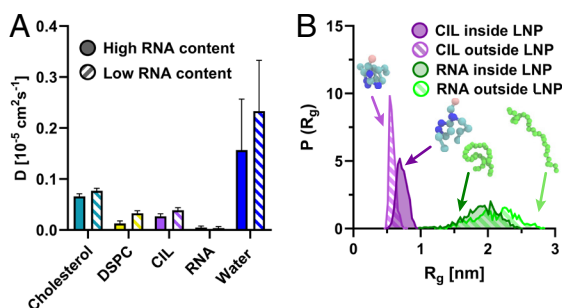 A
High RNA content
Low RNA content
D [10⁻⁵ cm²s⁻¹]
0.4
0.3
0.2
0.1
0.0
Cholesterol
DSPC
CIL
RNA
Water
B
CIL inside LNP
CIL outside LNP
RNA inside LNP
RNA outside LNP
P (Rg)
15
10
5
0
0
1
2
3
Rg [nm]